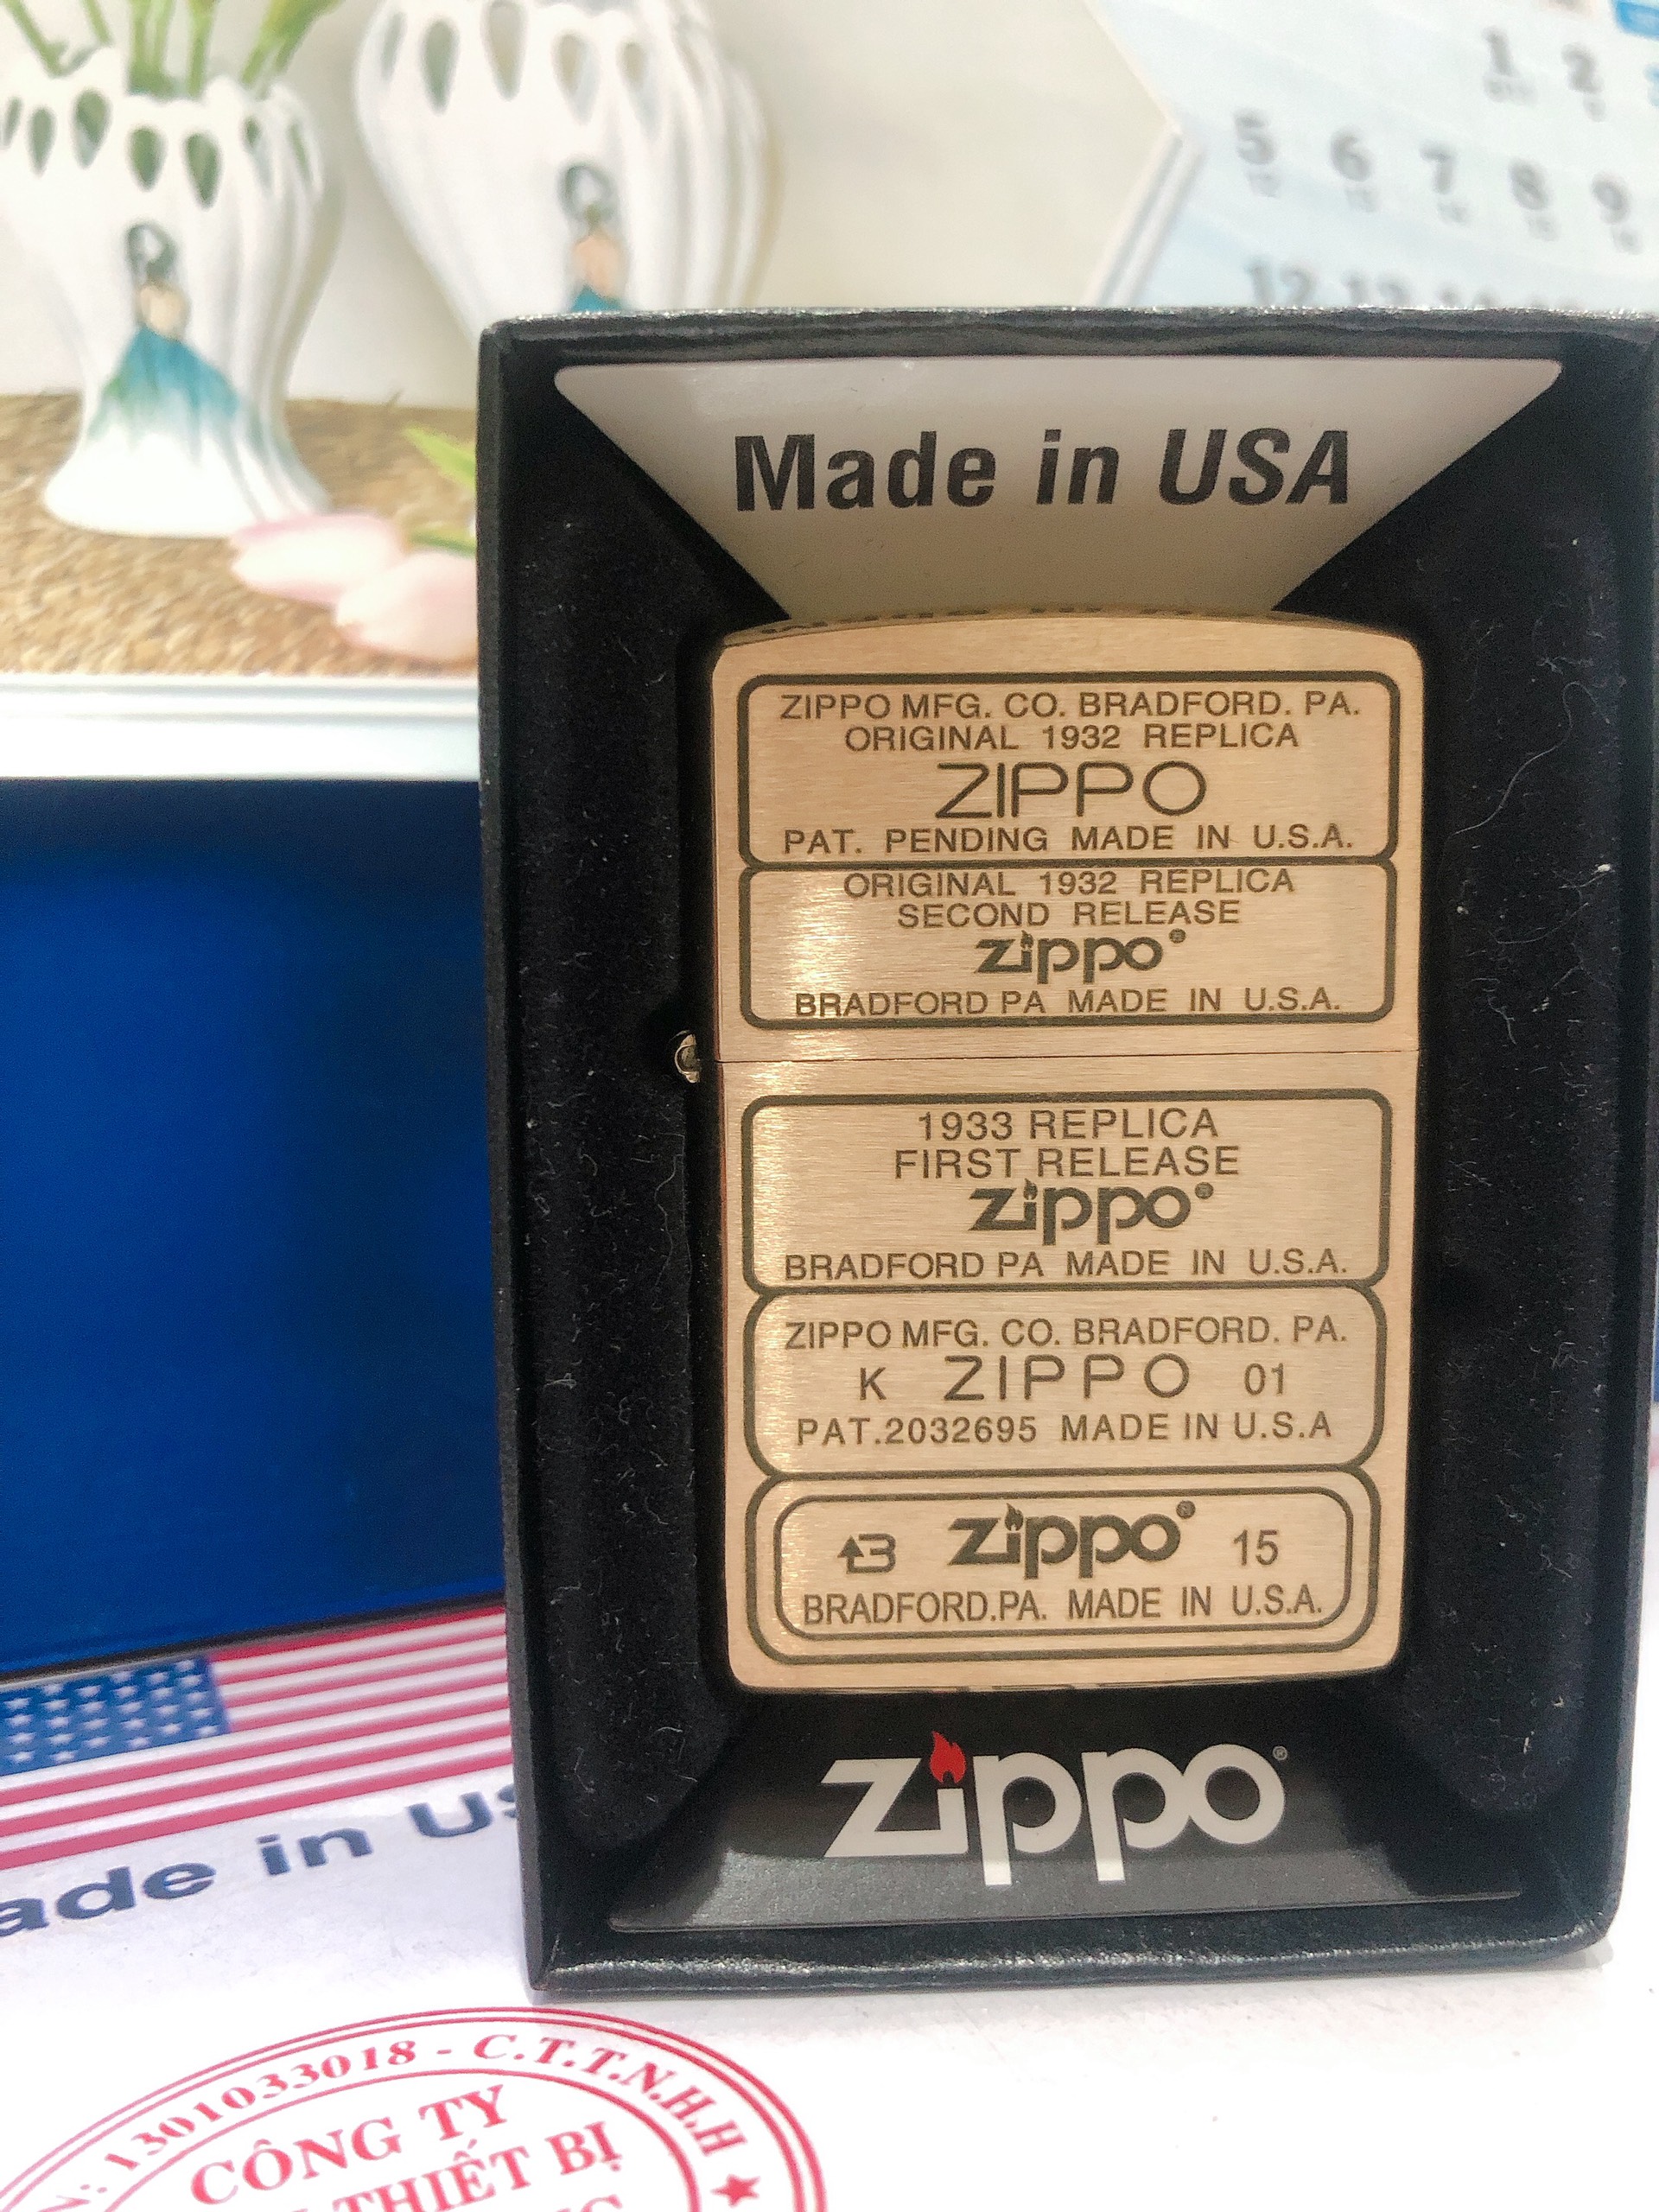 1 2
5 6 7 8 9
12 13
Made in USA
ZIPPO MFG. CO. BRADFORD. PA.
ORIGINAL 1932 REPLICA
ZIPPO
PAT. PENDING MADE IN U.S.A.
ORIGINAL 1932 REPLICA
SECOND RELEASE
zippo®
BRADFORD PA MADE IN U.S.A.
1933 REPLICA
FIRST RELEASE
zippo®
BRADFORD PA MADE IN U.S.A.
ZIPPO MFG. CO. BRADFORD. PA.
K ZIPPO 01
PAT.2032695 MADE IN U.S.A
B zippo® 15
BRADFORD.PA. MADE IN U.S.A.
zippo®
ade in US
N: 1301033018 - C.T.T.N.H.H ★
CÔNG TY
THIẾT BỊ